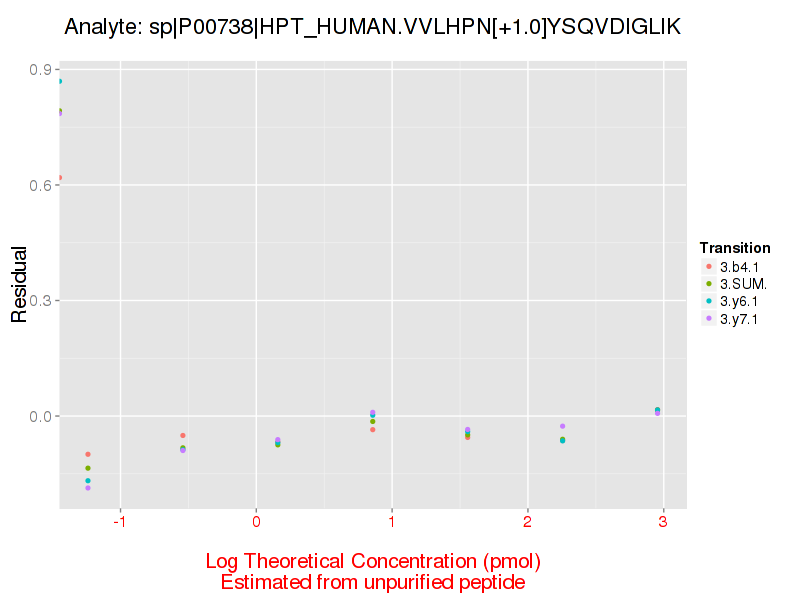 Analyte: sp|P00738|HPT_HUMAN.VVLHPN[+1.0]YSQVDIGLIK
0.9
0.6
0.3
0.0
Residual
-1
0
1
2
3
Log Theoretical Concentration (pmol)
Estimated from unpurified peptide
Transition
3.b4.1
3.SUM.
3.y6.1
3.y7.1